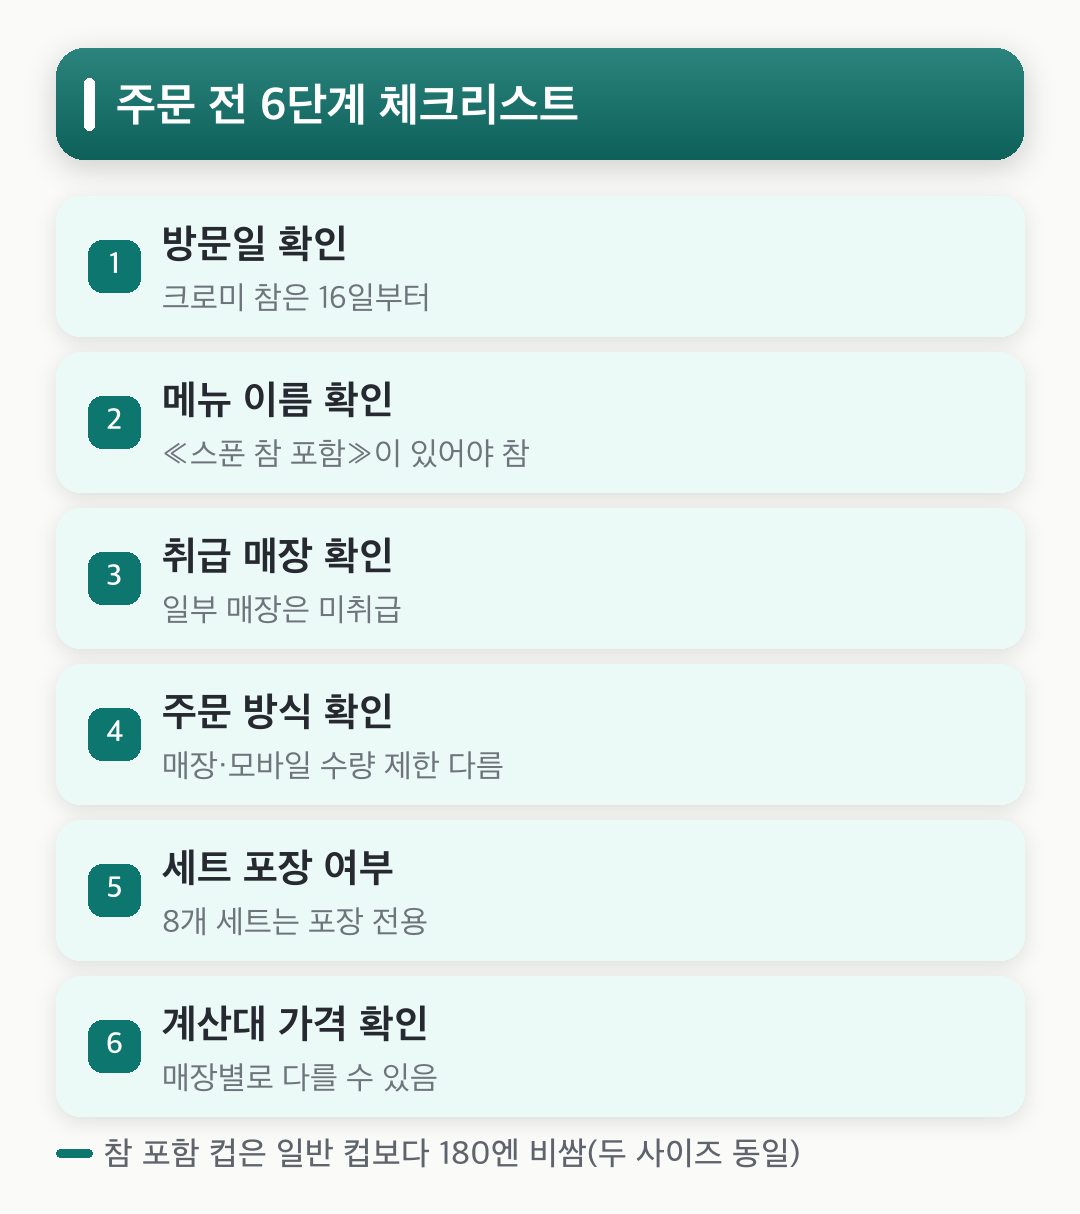 주문 전 6단계 체크리스트
1
방문일 확인
크로미 참은 16일부터
2
메뉴 이름 확인
≪스푼 참 포함≫이 있어야 참
3
취급 매장 확인
일부 매장은 미취급
4
주문 방식 확인
매장·모바일 수량 제한 다름
5
세트 포장 여부
8개 세트는 포장 전용
6
계산대 가격 확인
매장별로 다를 수 있음
참 포함 컵은 일반 컵보다 180엔 비쌈(두 사이즈 동일)